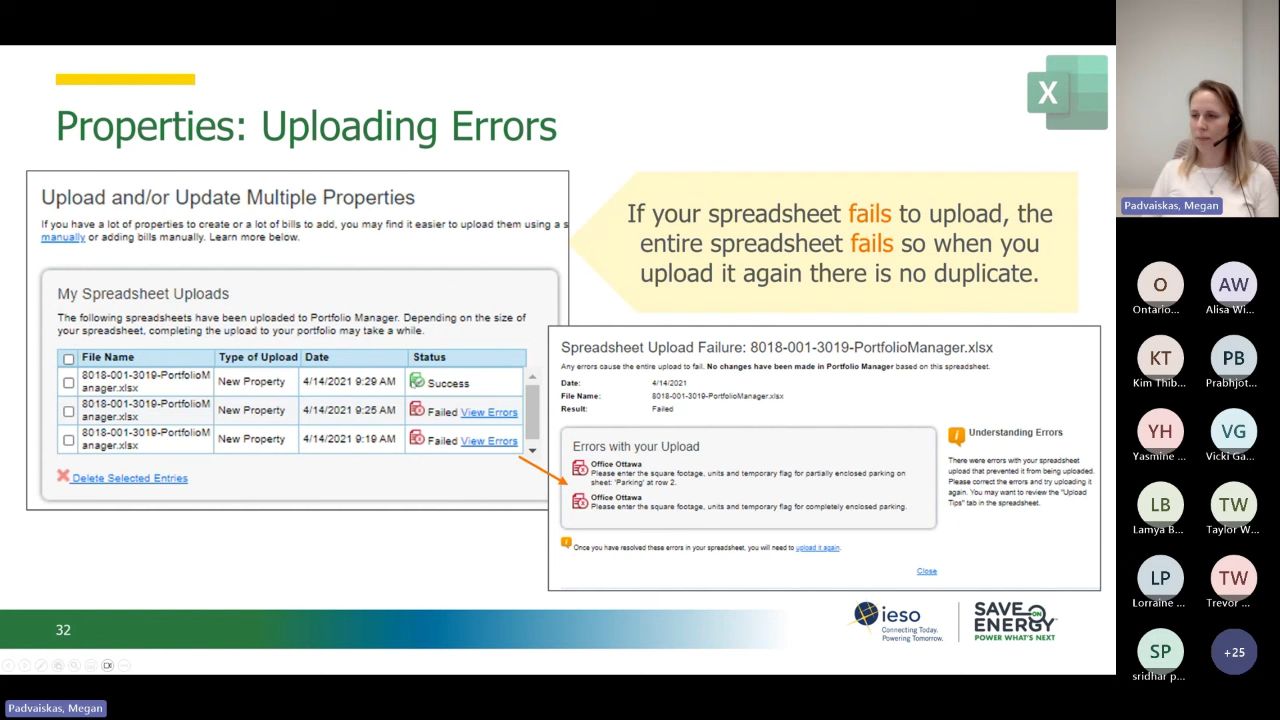 Properties: Uploading Errors
X
Upload and/or Update Multiple Properties
If you have a lot of properties to create or a lot of bills to add, you may find it easier to upload them using a s
manually or adding bills manually. Learn more below.
My Spreadsheet Uploads
The following spreadsheets have been uploaded to Portfolio Manager. Depending on the size
of your spreadsheet, completing the upload to your portfolio may take a while.
File Name Type of Upload Date Status
8018-001-3019-PortfolioM
anager.xlsx New Property 4/14/2021 9:29 AM Success
8018-001-3019-PortfolioM
anager.xlsx New Property 4/14/2021 9:25 AM Failed View Errors
8018-001-3019-PortfolioM
anager.xlsx New Property 4/14/2021 9:19 AM Failed View Errors
Delete Selected Entries
If your spreadsheet fails to upload, the
entire spreadsheet fails so when you
upload it again there is no duplicate.
Spreadsheet Upload Failure: 8018-001-3019-PortfolioManager.xlsx
Any errors cause the entire upload to fail. No changes have been made in Portfolio Manager based on this spreadsheet.
Date: 4/14/2021
File Name: 8018-001-3019-PortfolioManager.xlsx
Result: Failed
Errors with your Upload
Office Ottawa
Please enter the square footage, units and temporary flag for partially enclosed parking on
sheet: 'Parking' at row 2.
Office Ottawa
Please enter the square footage, units and temporary flag for completely enclosed parking.
Understanding Errors
There were errors with your spreadsheet
upload that prevented it from being uploaded.
Please correct the errors and try uploading it
again. You may want to review the "Upload
Tips" tab in the spreadsheet.
Once you have resolved these errors in your spreadsheet, you will need to upload it again.
Close
32
ieso
Connecting Today.
Powering Tomorrow.
SAVE ON
ENERGY
POWER WHAT'S NEXT
Padvaiskas, Megan
O AW
Ontario... Alisa Wi...
KT PB
Kim Thib... Prabhjot...
YH VG
Yasmine ... Vicki Ga...
LB TW
Lamya B... Taylor W...
LP TW
Lorraine ... Trevor ...
SP +25
sridhar p...
Padvaiskas, Megan